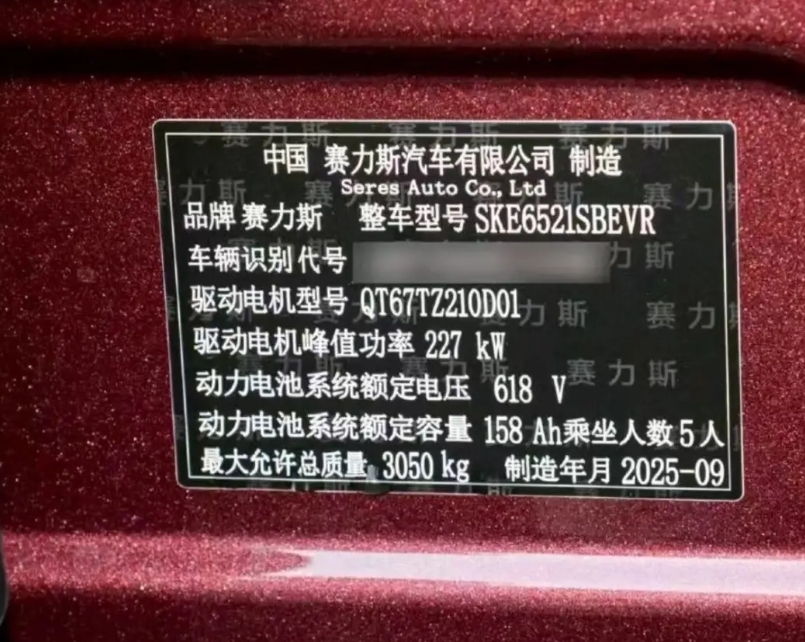 中国 赛力斯汽车有限公司 制造
Seres Auto Co., Ltd
品牌 赛力斯 整车型号 SKE6521SBEVR
车辆识别代号
驱动电机型号 QT67TZ210D01
驱动电机峰值功率 227 kW
动力电池系统额定电压 618 V
动力电池系统额定容量 158 Ah 乘坐人数 5 人
最大允许总质量 3050 kg 制造年月 2025-09